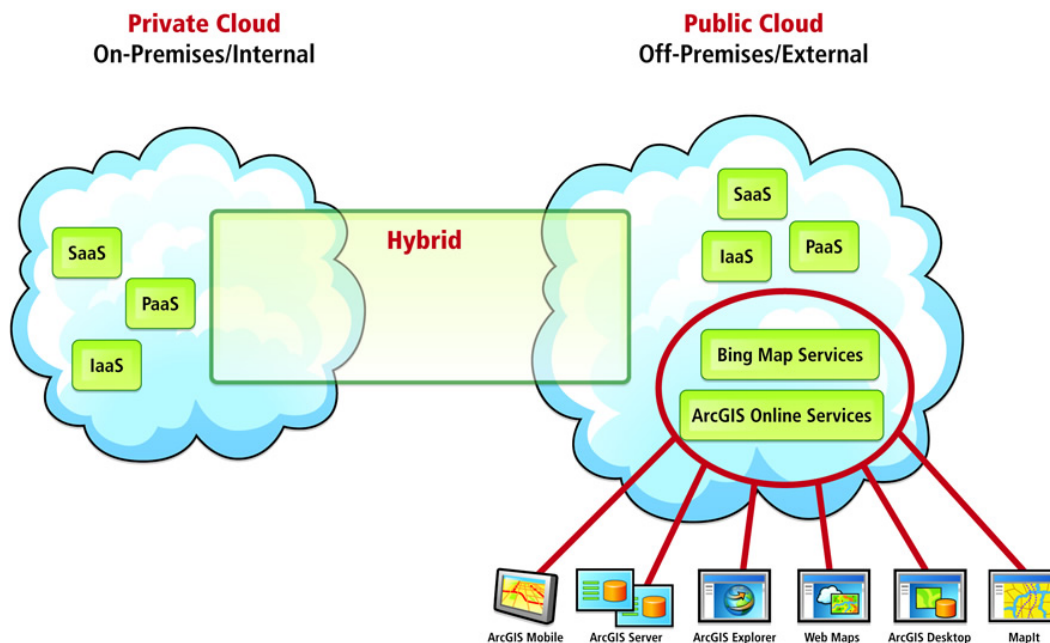 Private Cloud
On-Premises/Internal
Public Cloud
Off-Premises/External
SaaS
PaaS
IaaS
Hybrid
SaaS
IaaS
PaaS
Bing Map Services
ArcGIS Online Services
ArcGIS Mobile
ArcGIS Server
ArcGIS Explorer
Web Maps
ArcGIS Desktop
MapIt